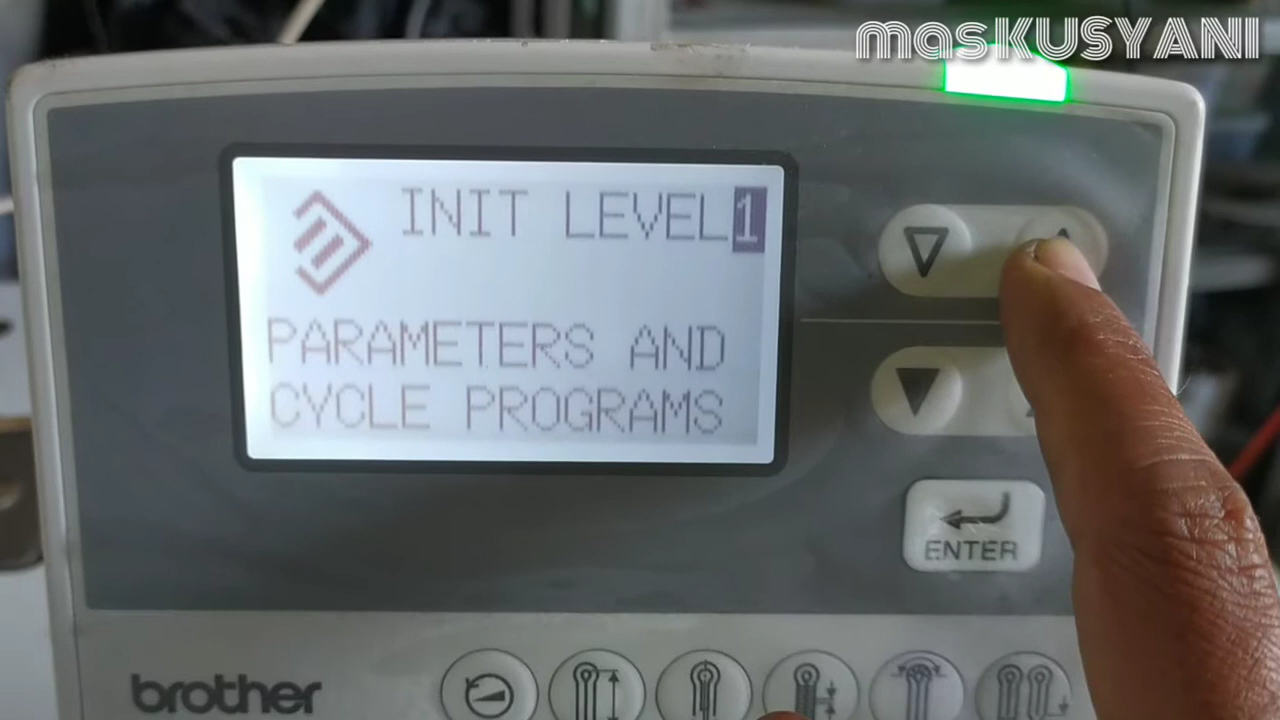 masKUSYANI
INIT LEVEL1
PARAMETERS AND
CYCLE PROGRAMS
ENTER
brother